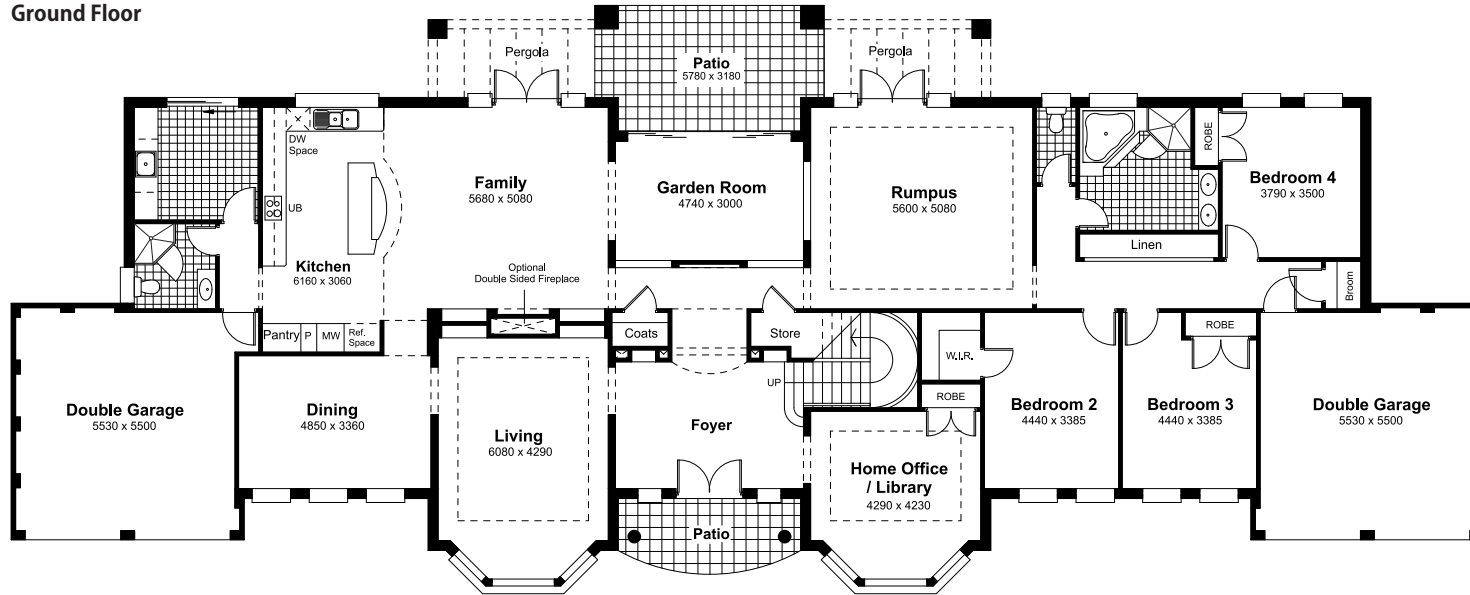 Ground Floor
Pergola
Patio
5780 x 3180
Pergola
DW
Space
UB
Kitchen
6160 x 3060
Family
5680 x 5080
Garden Room
4740 x 3000
Rumpus
5600 x 5080
ROBE
Bedroom 4
3790 x 3500
Linen
Broom
Optional
Double Sided Fireplace
Pantry
P
MW
Ref.
Space
Coats
Store
UP
W.I.R.
ROBE
ROBE
Double Garage
5530 x 5500
Dining
4850 x 3360
Living
6080 x 4290
Foyer
Home Office
/ Library
4290 x 4230
Bedroom 2
4440 x 3385
Bedroom 3
4440 x 3385
Double Garage
5530 x 5500
Patio